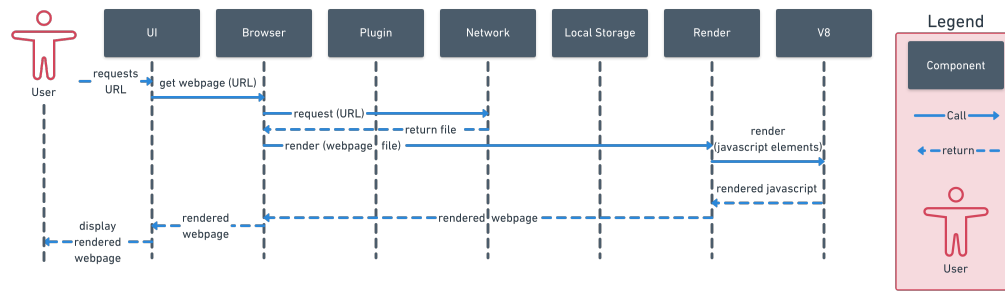 Legend
UI
Browser
Plugin
Network
Local Storage
Render
V8
Component
requests
URL
get webpage (URL)
User
request (URL)
Call
return file
render
render (webpage file)
(javascript elements)
return
rendered javascript
rendered
webpage
rendered webpage
display
rendered
webpage
User